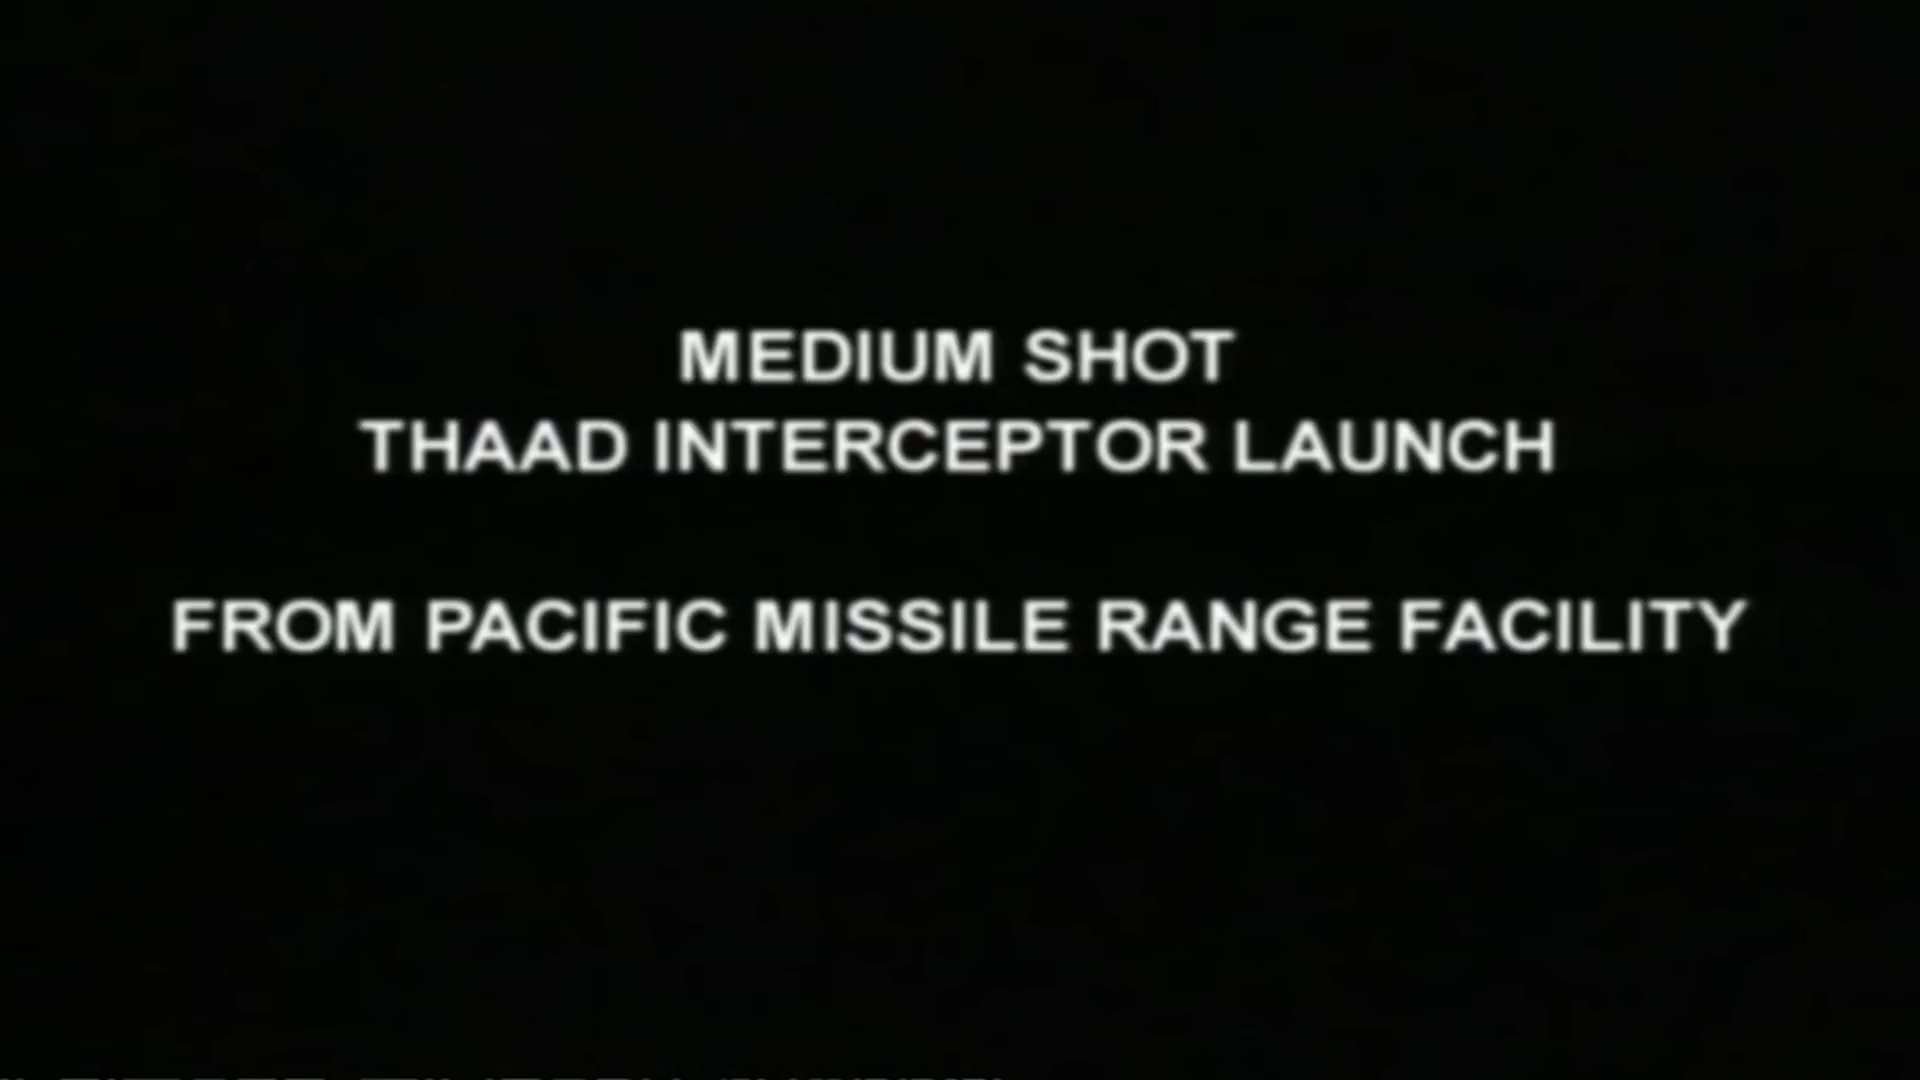 MEDIUM SHOT
THAAD INTERCEPTOR LAUNCH
FROM PACIFIC MISSILE RANGE FACILITY